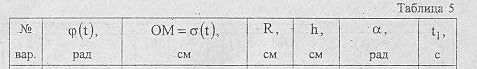 Таблица 5
№ φ(t), OM = σ(t), R, h, α, t₁,
вар. рад см см см рад с